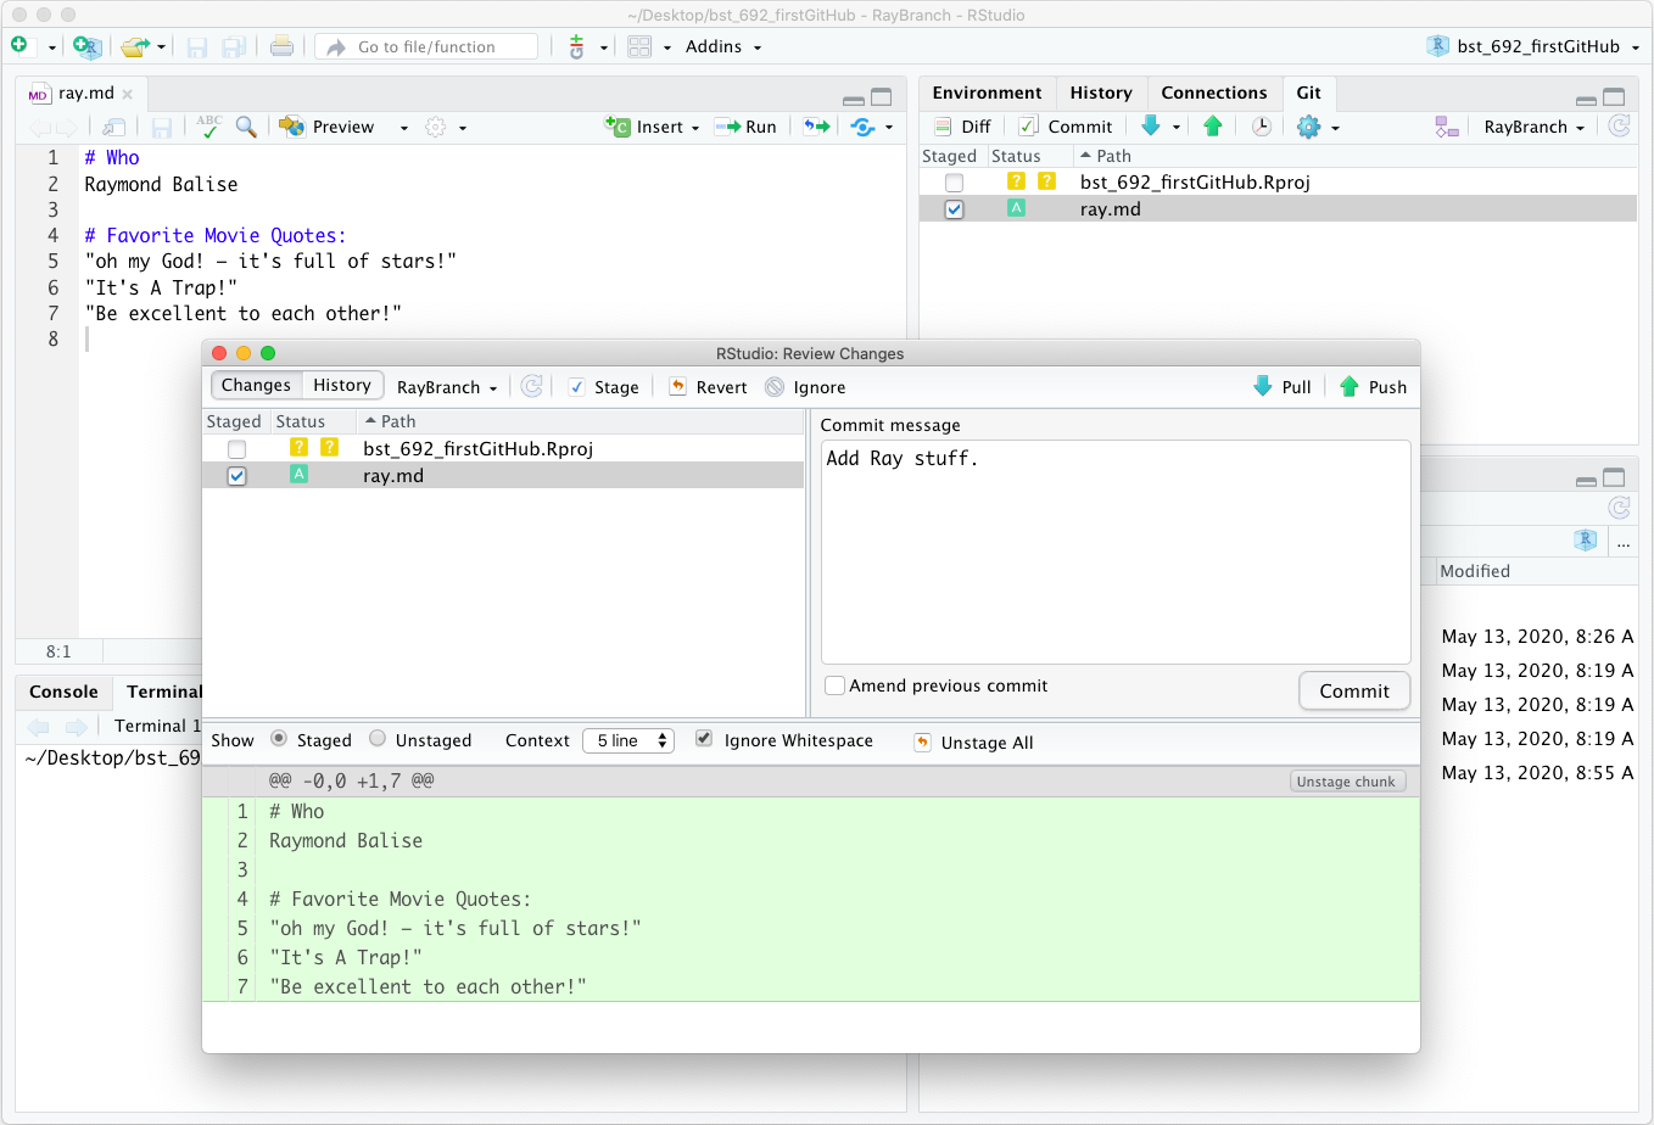 ~/Desktop/bst_692_firstGitHub - RayBranch - RStudio
Go to file/function
Addins
bst_692_firstGitHub
ray.md
Environment
History
Connections
Git
ABC
Preview
Insert
Run
Diff
Commit
RayBranch
Staged Status Path
bst_692_firstGitHub.Rproj
A ray.md
1 # Who
2 Raymond Balise
3
4 # Favorite Movie Quotes:
5 "oh my God! – it's full of stars!"
6 "It's A Trap!"
7 "Be excellent to each other!"
8
8:1
RStudio: Review Changes
Changes History RayBranch Stage Revert Ignore Pull Push
Staged Status Path
? ? bst_692_firstGitHub.Rproj
A ray.md
Commit message
Add Ray stuff.
Amend previous commit
Commit
Show Staged Unstaged Context 5 line Ignore Whitespace Unstage All
@@ -0,0 +1,7 @@
Unstage chunk
1 # Who
2 Raymond Balise
3
4 # Favorite Movie Quotes:
5 "oh my God! – it's full of stars!"
6 "It's A Trap!"
7 "Be excellent to each other!"
Console Terminal
Terminal 1
~/Desktop/bst_69
...
Modified
May 13, 2020, 8:26 A
May 13, 2020, 8:19 A
May 13, 2020, 8:19 A
May 13, 2020, 8:19 A
May 13, 2020, 8:55 A